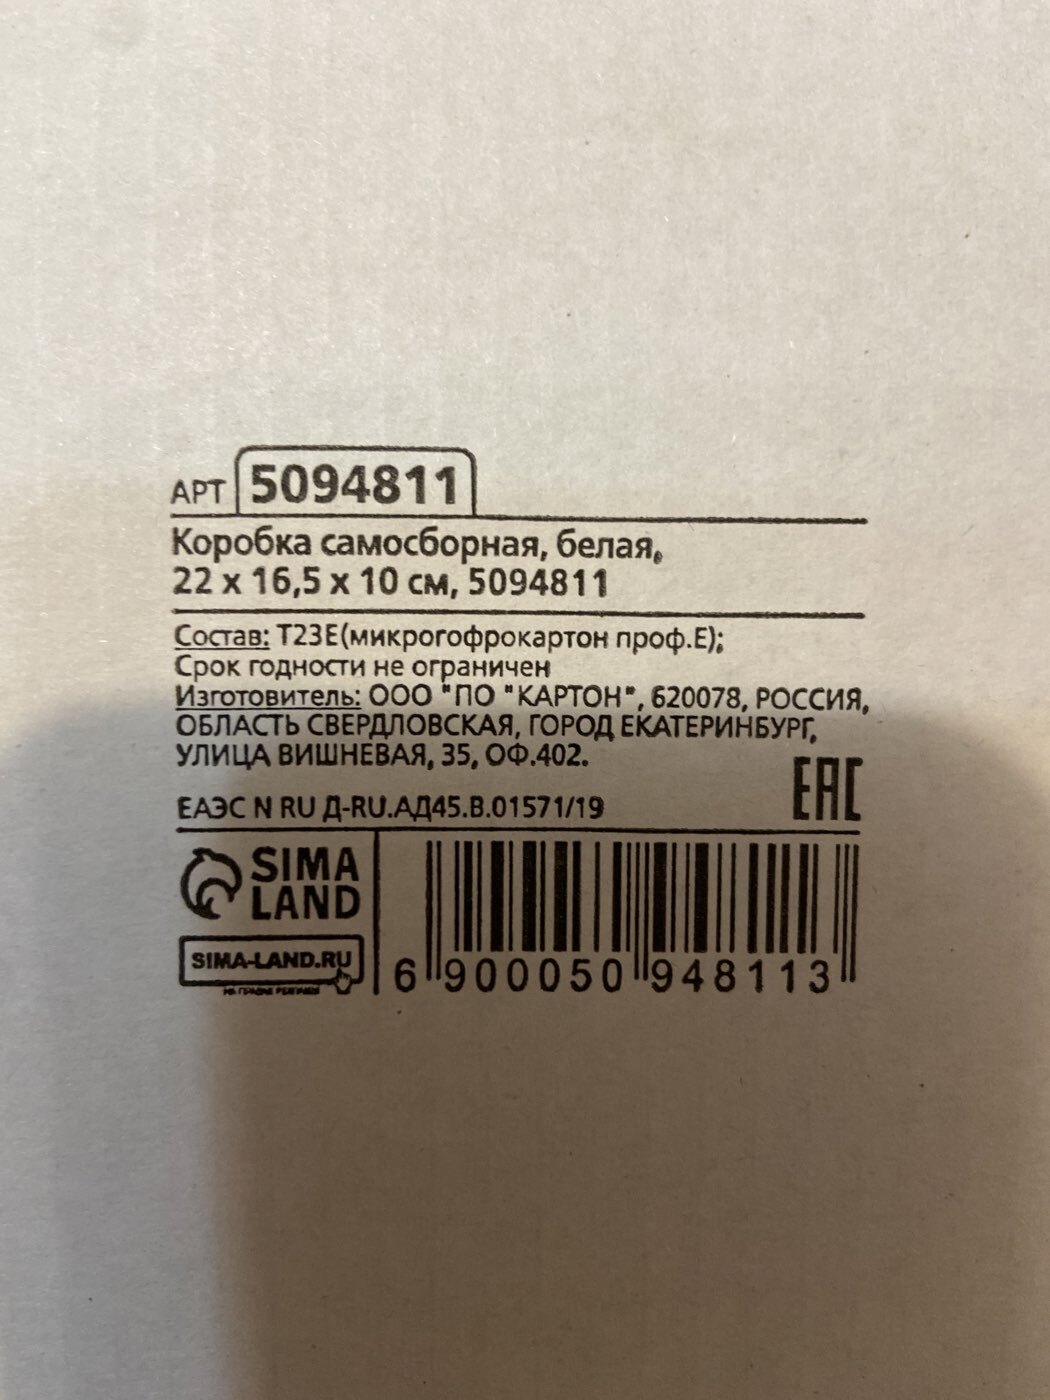 АРТ 5094811
Коробка самосборная, белая,
22 x 16,5 x 10 см, 5094811
Состав: Т23Е(микрогофрокартон проф.Е);
Срок годности не ограничен
Изготовитель: ООО "ПО "КАРТОН", 620078, РОССИЯ,
ОБЛАСТЬ СВЕРДЛОВСКАЯ, ГОРОД ЕКАТЕРИНБУРГ,
УЛИЦА ВИШНЕВАЯ, 35, ОФ.402.
ЕАЭС N RU Д-RU.АД45.В.01571/19
EAC
SIMA
LAND
SIMA-LAND.RU
6 900050 948113